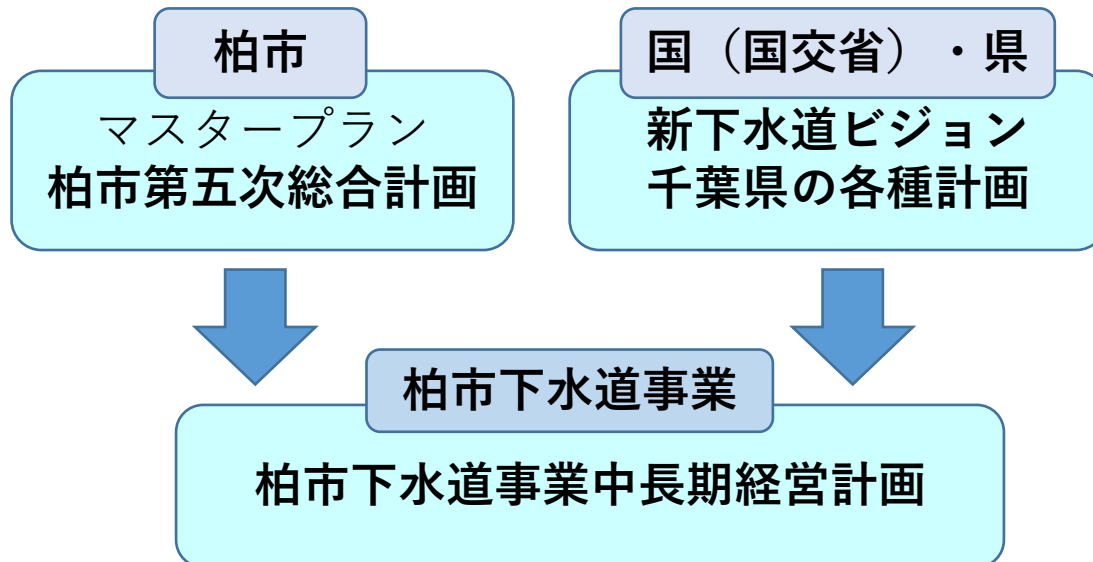 柏市
マスタープラン
柏市第五次総合計画
国（国交省）・県
新下水道ビジョン
千葉県の各種計画
柏市下水道事業
柏市下水道事業中長期経営計画